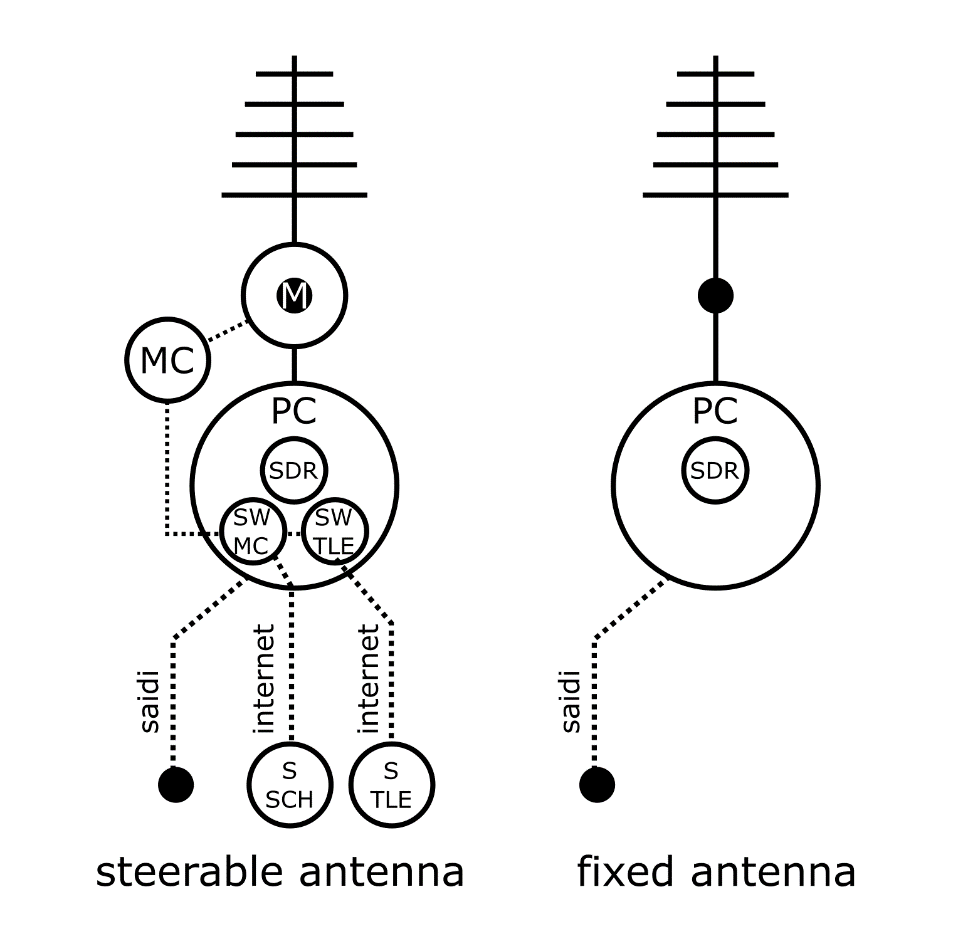 M
MC
PC
SDR
SW
MC
SW
TLE
saidi
internet
internet
S
SCH
S
TLE
steerable antenna
PC
SDR
saidi
fixed antenna